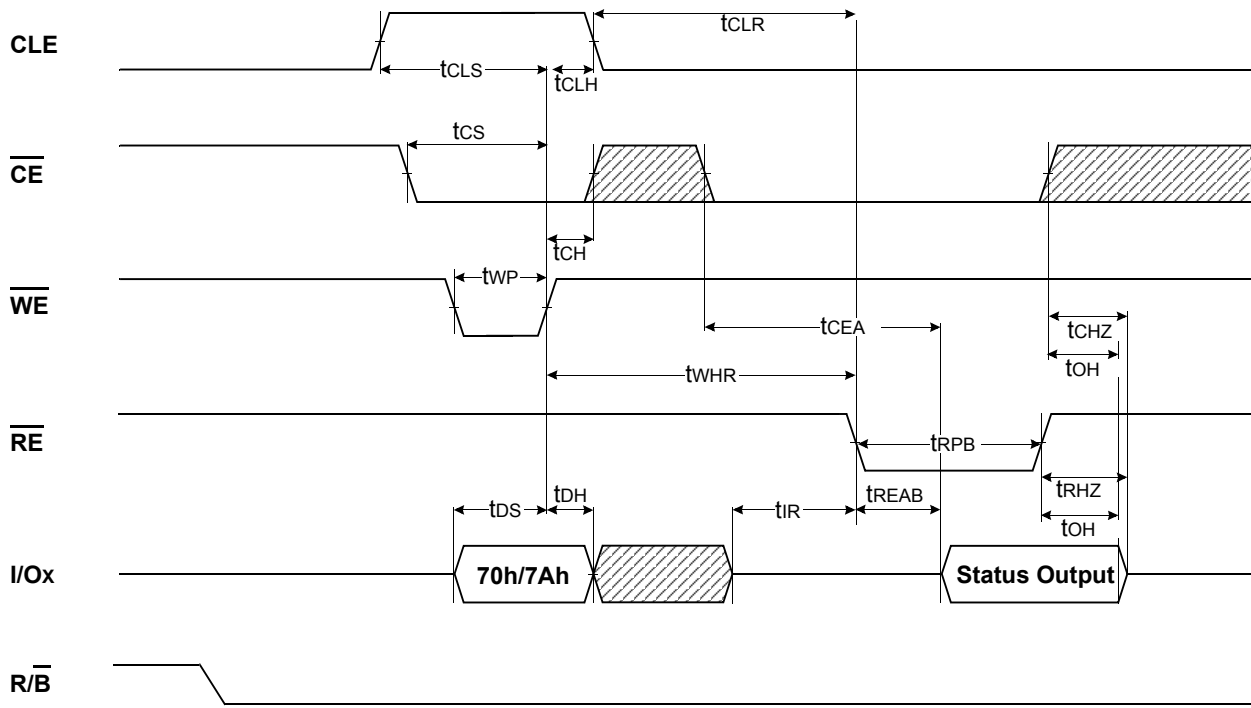 CLE
tCLR
tCLS
tCLH
tCS
CE
tCH
tWP
WE
tCEA
tCHZ
tOH
tWHR
RE
tRPB
tDS
tDH
tIR
tREAB
tRHZ
tOH
I/Ox
70h/7Ah
Status Output
R/B